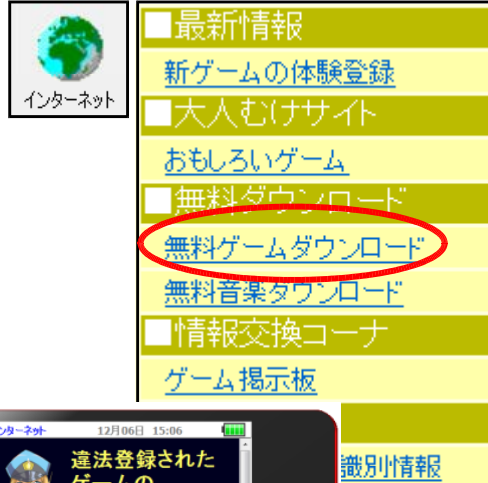 インターネット
■最新情報
新ゲームの体験登録
■大人むけサイト
おもしろいゲーム
■無料ダウンロード
無料ゲームダウンロード
無料音楽ダウンロード
■情報交換コーナ
ゲーム掲示板
識別情報
ンターネット 12月06日 15:06
違法登録された
ゲームの